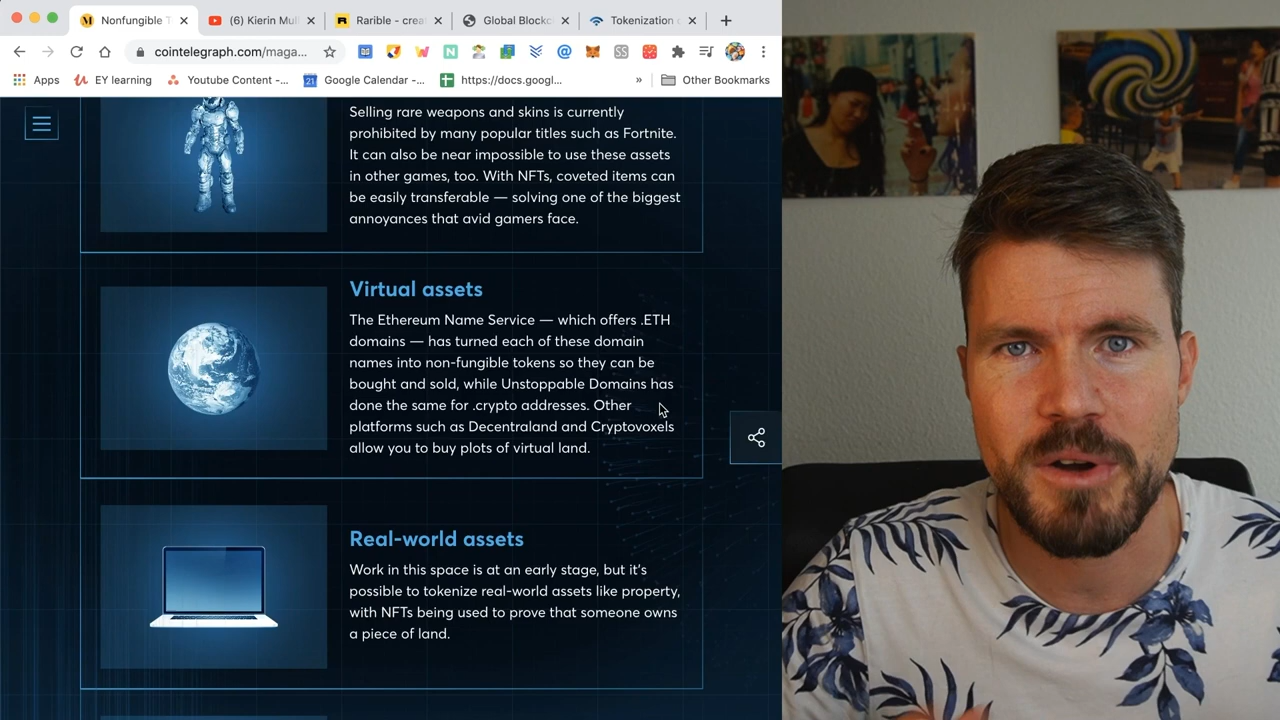 Nonfungible T
(6) Kierin Mull
Rarible - crea
Global Blockc
Tokenization o
cointelegraph.com/maga...
Apps
EY learning
Youtube Content -...
21
Google Calendar -...
https://docs.googl...
»
Other Bookmarks
Selling rare weapons and skins is currently
prohibited by many popular titles such as Fortnite.
It can also be near impossible to use these assets
in other games, too. With NFTs, coveted items can
be easily transferable — solving one of the biggest
annoyances that avid gamers face.
Virtual assets
The Ethereum Name Service — which offers .ETH
domains — has turned each of these domain
names into non-fungible tokens so they can be
bought and sold, while Unstoppable Domains has
done the same for .crypto addresses. Other
platforms such as Decentraland and Cryptovoxels
allow you to buy plots of virtual land.
Real-world assets
Work in this space is at an early stage, but it's
possible to tokenize real-world assets like property,
with NFTs being used to prove that someone owns
a piece of land.